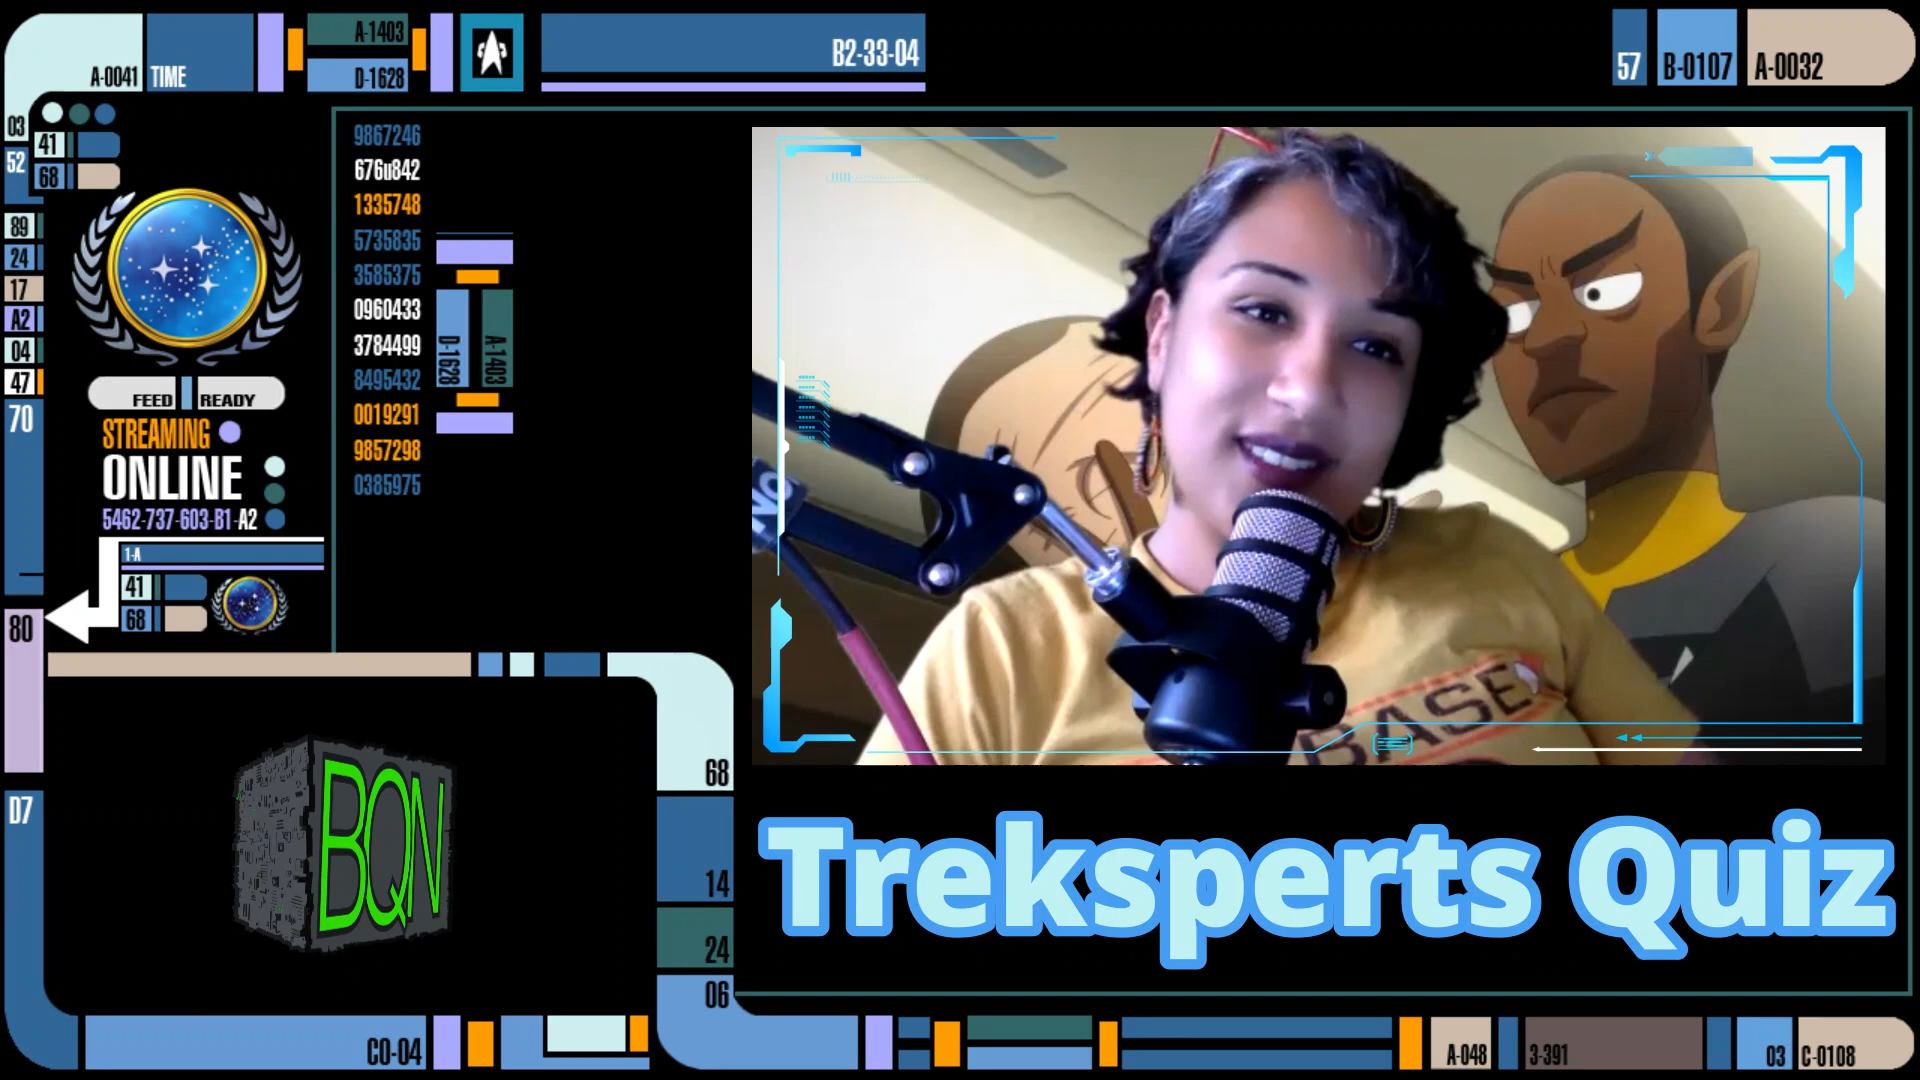 A-0041
TIME
A-1403
D-1628
B2-33-04
57
B-0107
A-0032
03
41
52
68
89
24
17
A2
04
47
70
FEED READY
STREAMING
ONLINE
5462-737-603-B1-A2
1-A
41
68
80
D7
9867246
676u842
1335748
5735835
3585375
0960433
3784499
8495432
0019291
9857298
0385975
D-1628
A-1403
NO
BASE
BQN
68
14
24
06
Treksperts Quiz
C0-04
A-048
3-391
03
C-0108